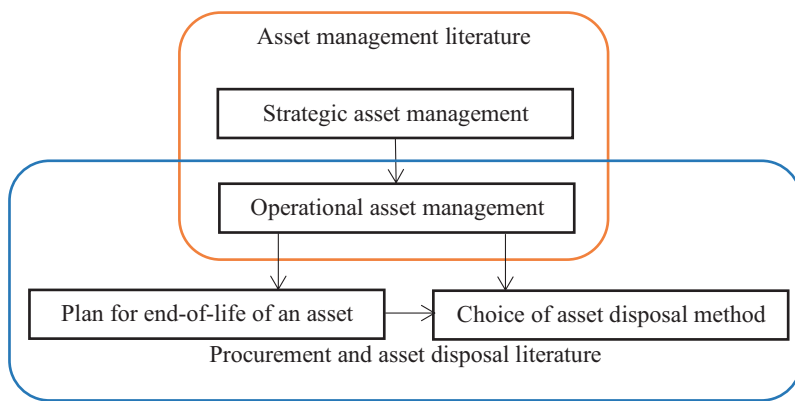 Asset management literature
Strategic asset management
Operational asset management
Plan for end-of-life of an asset
Choice of asset disposal method
Procurement and asset disposal literature